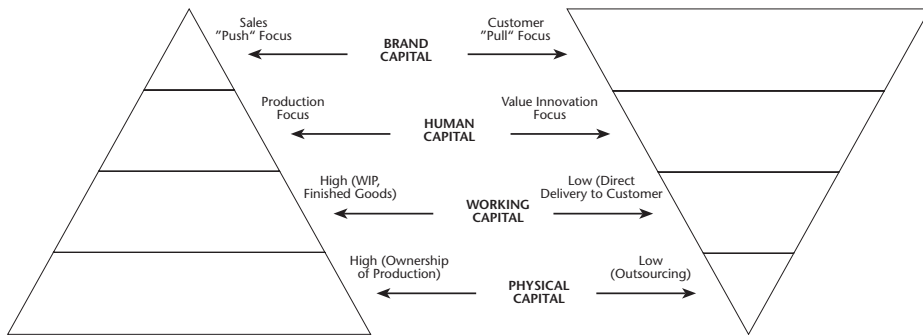 Sales
"Push" Focus
BRAND
CAPITAL
Customer
"Pull" Focus
Production
Focus
HUMAN
CAPITAL
Value Innovation
Focus
High (WIP,
Finished Goods)
WORKING
CAPITAL
Low (Direct
Delivery to Customer
High (Ownership
of Production)
PHYSICAL
CAPITAL
Low
(Outsourcing)